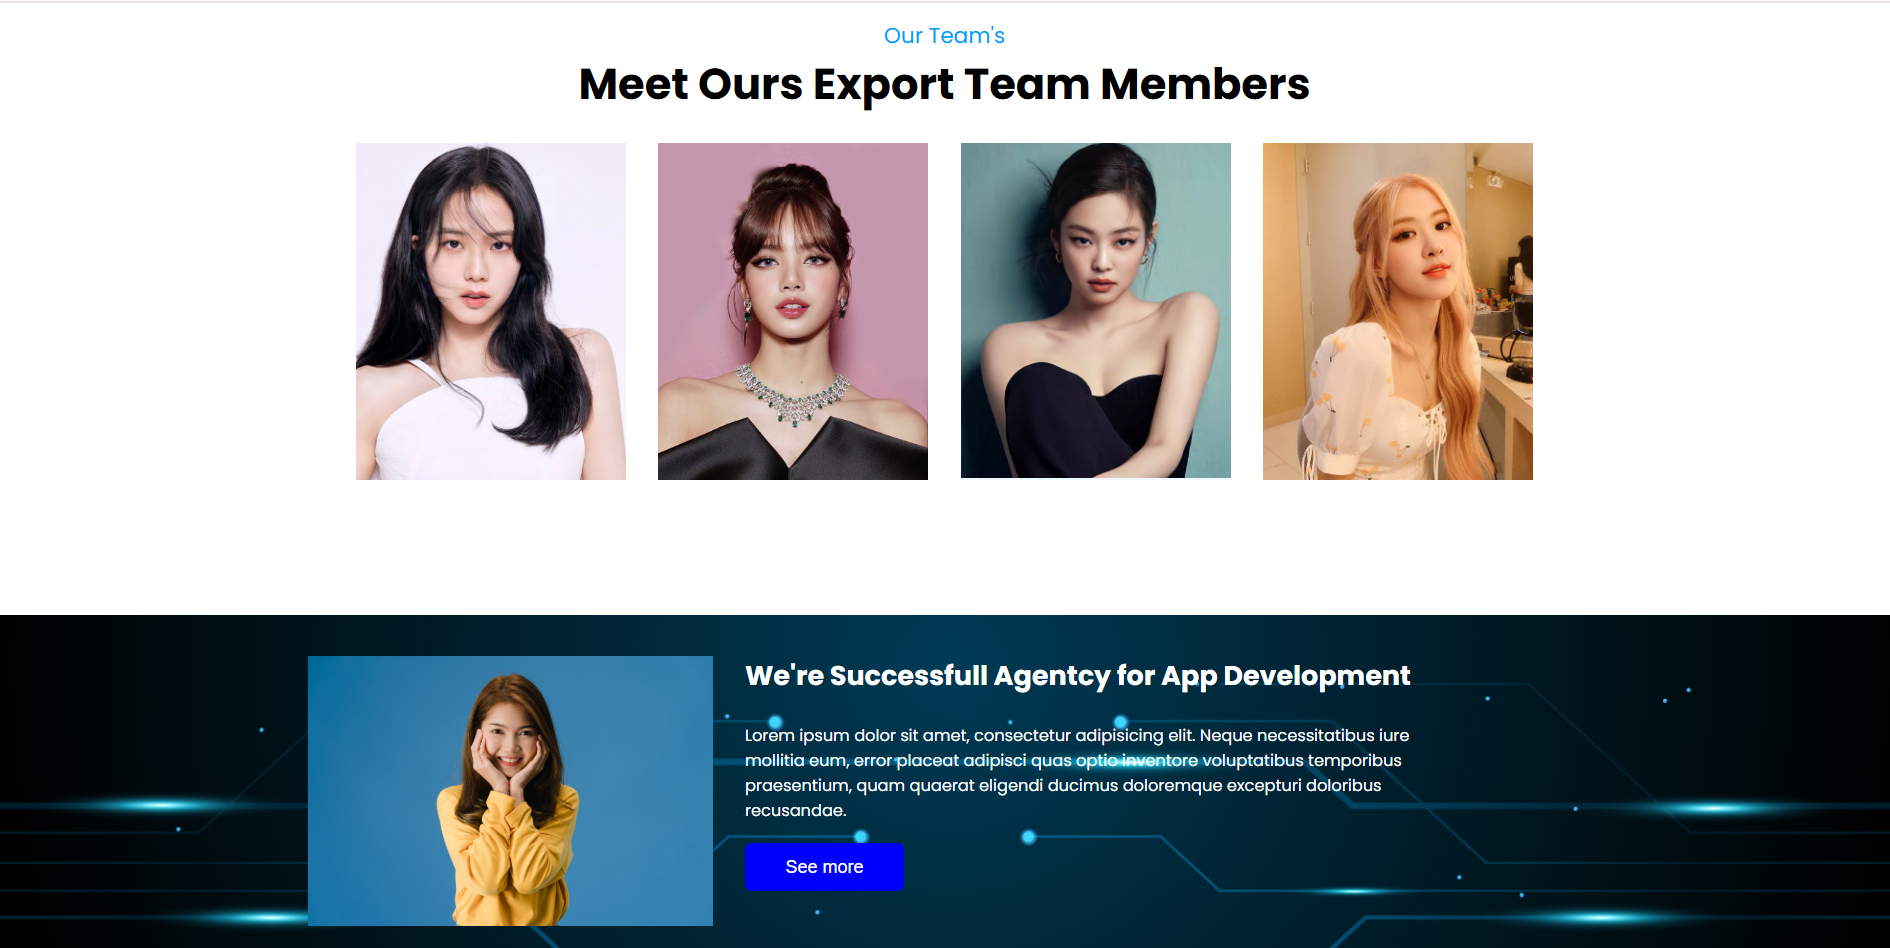 Our Team's
Meet Ours Export Team Members
We're Successfull Agentcy for App Development
Lorem ipsum dolor sit amet, consectetur adipisicing elit. Neque necessitatibus iure
mollitia eum, error placeat adipisci quas optio inventore voluptatibus temporibus
praesentium, quam quaerat eligendi ducimus doloremque excepturi doloribus
recusandae.
See more